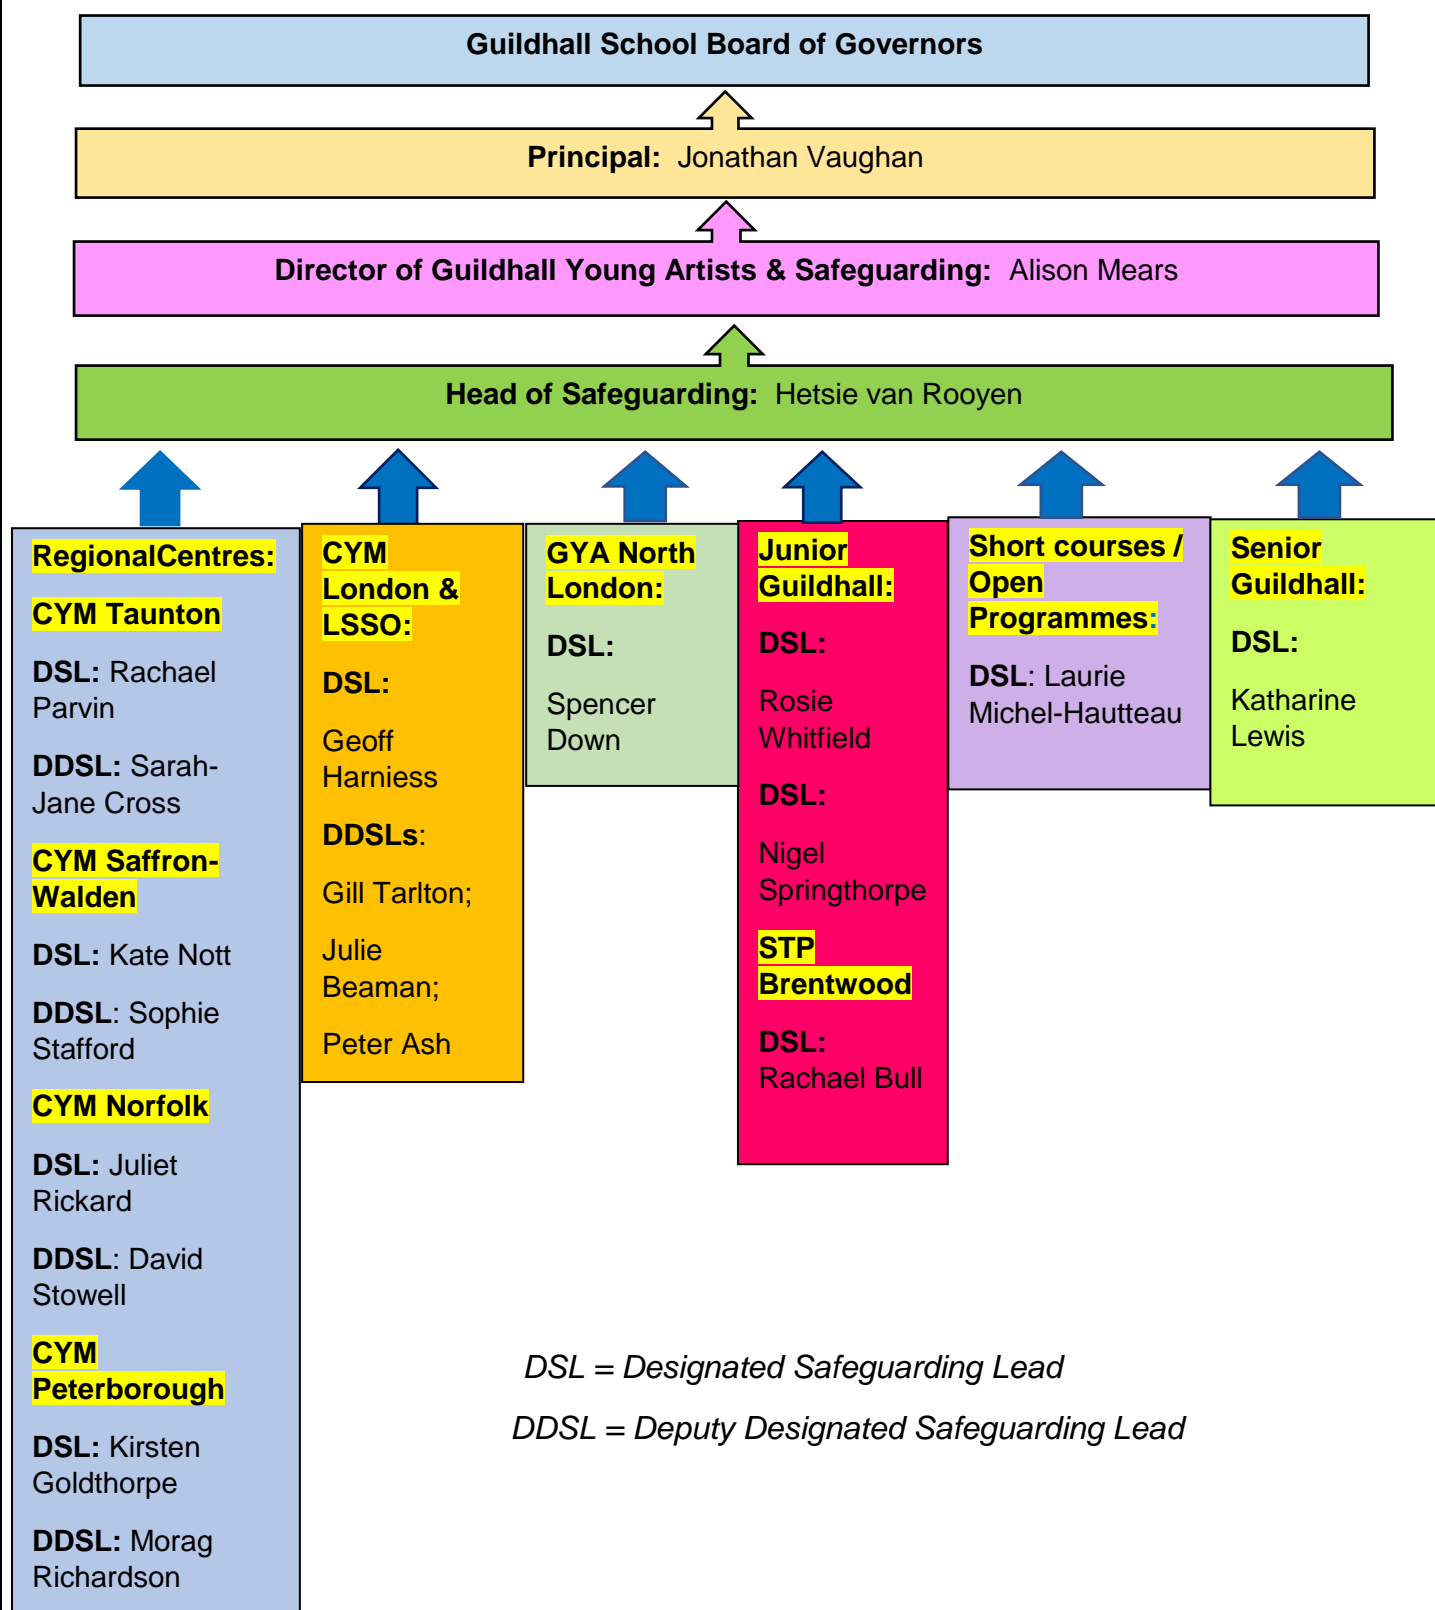 Guildhall School Board of Governors
Principal: Jonathan Vaughan
Director of Guildhall Young Artists & Safeguarding: Alison Mears
Head of Safeguarding: Hetsie van Rooyen
RegionalCentres:
CYM Taunton
DSL: Rachael
Parvin
DDSL: Sarah-
Jane Cross
CYM Saffron-
Walden
DSL: Kate Nott
DDSL: Sophie
Stafford
CYM Norfolk
DSL: Juliet
Rickard
DDSL: David
Stowell
CYM
Peterborough
DSL: Kirsten
Goldthorpe
DDSL: Morag
Richardson
CYM
London &
LSSO:
DSL:
Geoff
Harniess
DDSLs:
Gill Tarlton;
Julie
Beaman;
Peter Ash
GYA North
London:
DSL:
Spencer
Down
Junior
Guildhall:
DSL:
Rosie
Whitfield
DSL:
Nigel
Springthorpe
STP
Brentwood
DSL:
Rachael Bull
Short courses /
Open
Programmes:
DSL: Laurie
Michel-Hautteau
Senior
Guildhall:
DSL:
Katharine
Lewis
DSL = Designated Safeguarding Lead
DDSL = Deputy Designated Safeguarding Lead